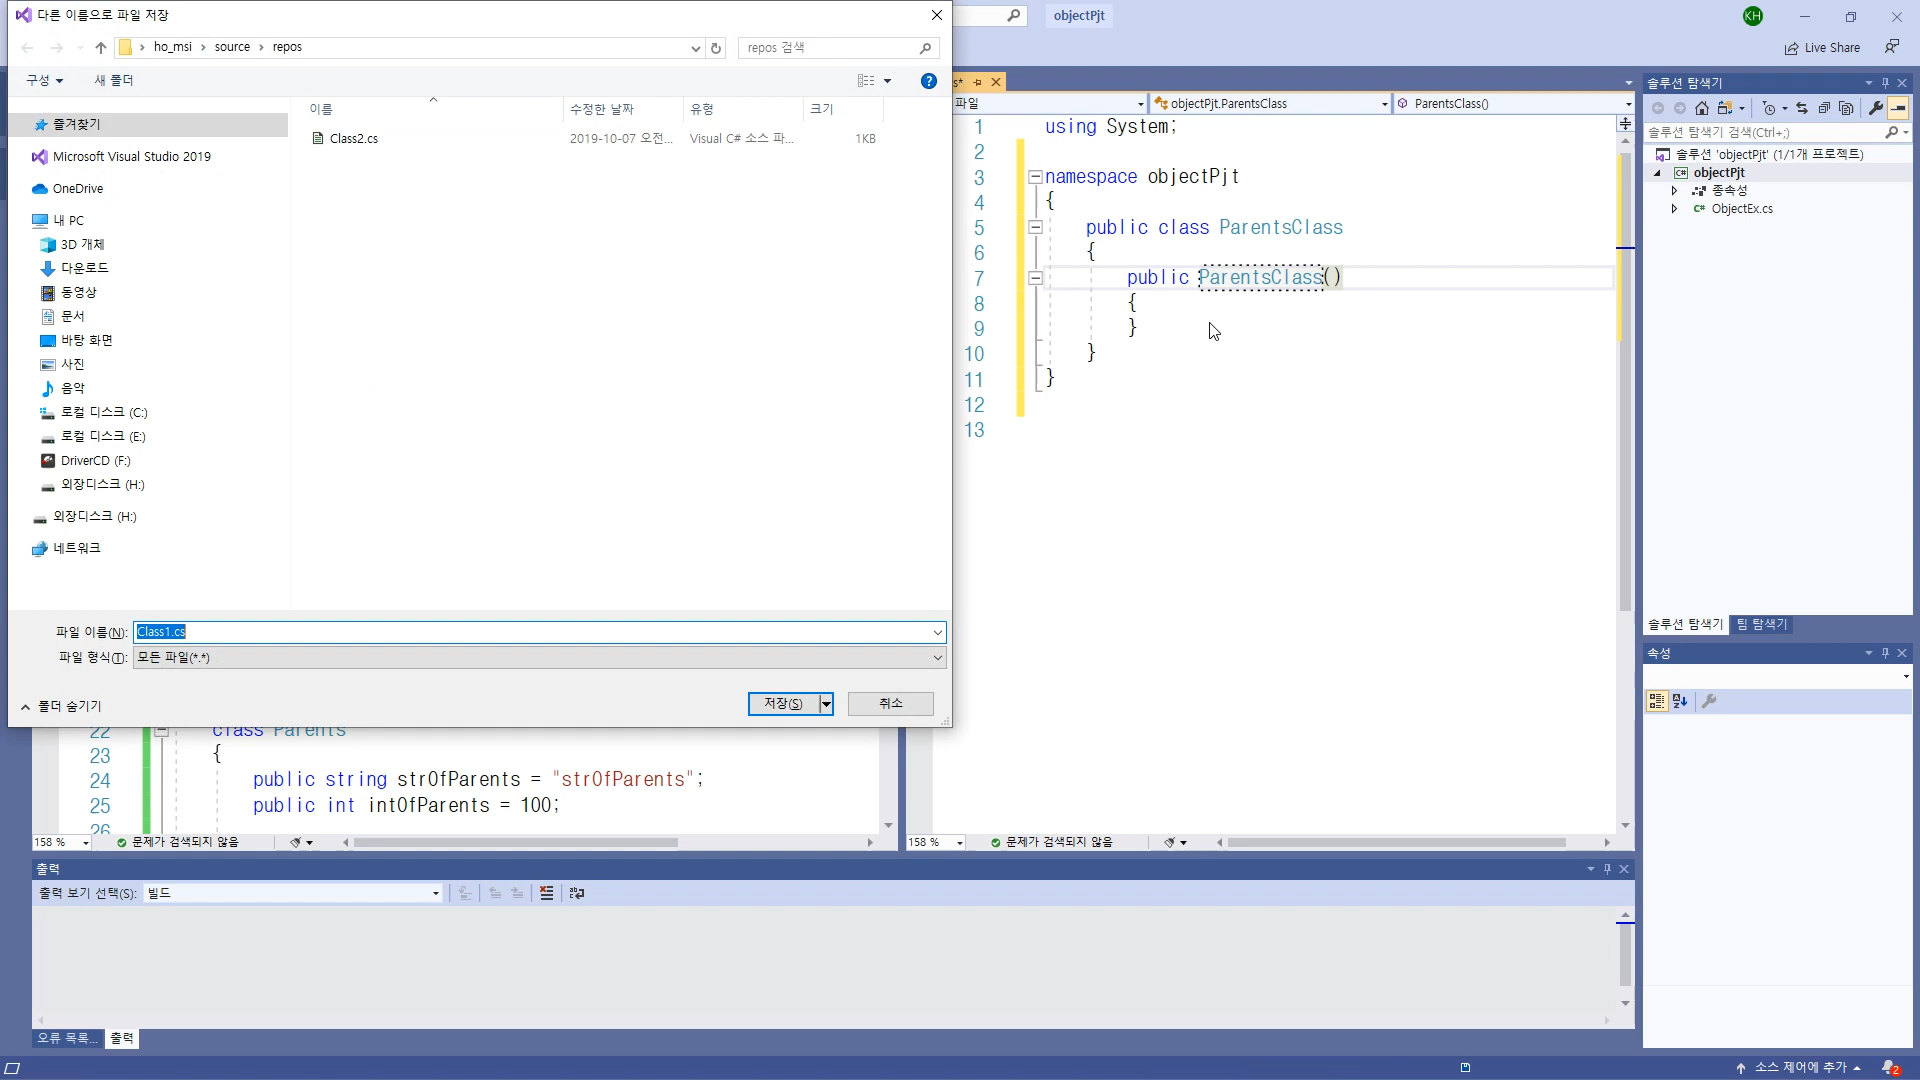 다른 이름으로 파일 저장
ho_msi › source › repos
repos 검색
구성
새 폴더
이름
수정한 날짜
유형
크기
Class2.cs
2019-10-07 오전...
Visual C# 소스 파...
1KB
즐겨찾기
Microsoft Visual Studio 2019
OneDrive
내 PC
3D 개체
다운로드
동영상
문서
바탕 화면
사진
음악
로컬 디스크 (C:)
로컬 디스크 (E:)
DriverCD (F:)
외장디스크 (H:)
외장디스크 (H:)
네트워크
파일 이름(N):
Class1.cs
파일 형식(T):
모든 파일(*.*)
폴더 숨기기
저장(S)
취소
objectPjt
KH
Live Share
s*
파일
objectPjt.ParentsClass
ParentsClass()
1 using System;
2
3 namespace objectPjt
4 {
5 public class ParentsClass
6 {
7 public ParentsClass()
8 {
9 }
10 }
11 }
12
13
22 class Parents
23 {
24 public string strOfParents = "strOfParents";
25 public int intOfParents = 100;
26
158 %
문제가 검색되지 않음
158 %
문제가 검색되지 않음
출력
출력 보기 선택(S):
빌드
오류 목록...
출력
솔루션 탐색기
솔루션 탐색기 검색(Ctrl+;)
솔루션 'objectPjt' (1/1개 프로젝트)
C# objectPjt
종속성
C# ObjectEx.cs
솔루션 탐색기
팀 탐색기
속성
소스 제어에 추가
2